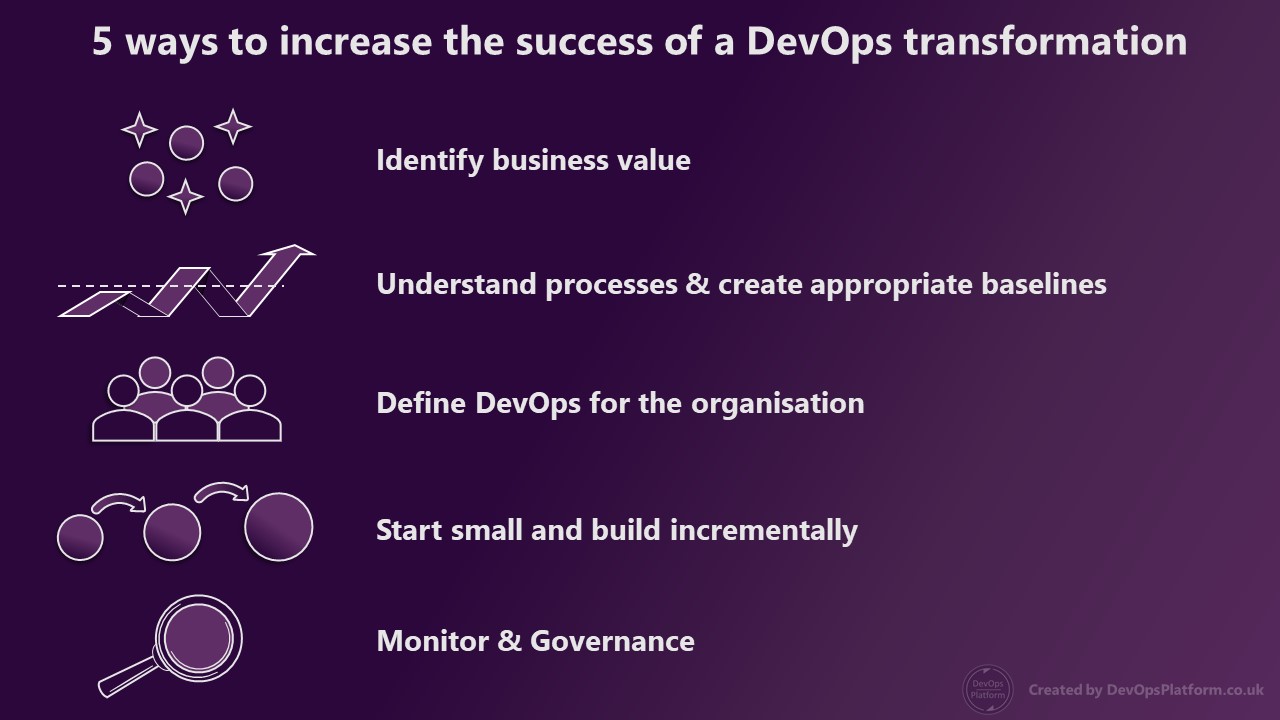 5 ways to increase the success of a DevOps transformation
Identify business value
Understand processes & create appropriate baselines
Define DevOps for the organisation
Start small and build incrementally
Monitor & Governance
DevOps
Platform
Created by DevOpsPlatform.co.uk